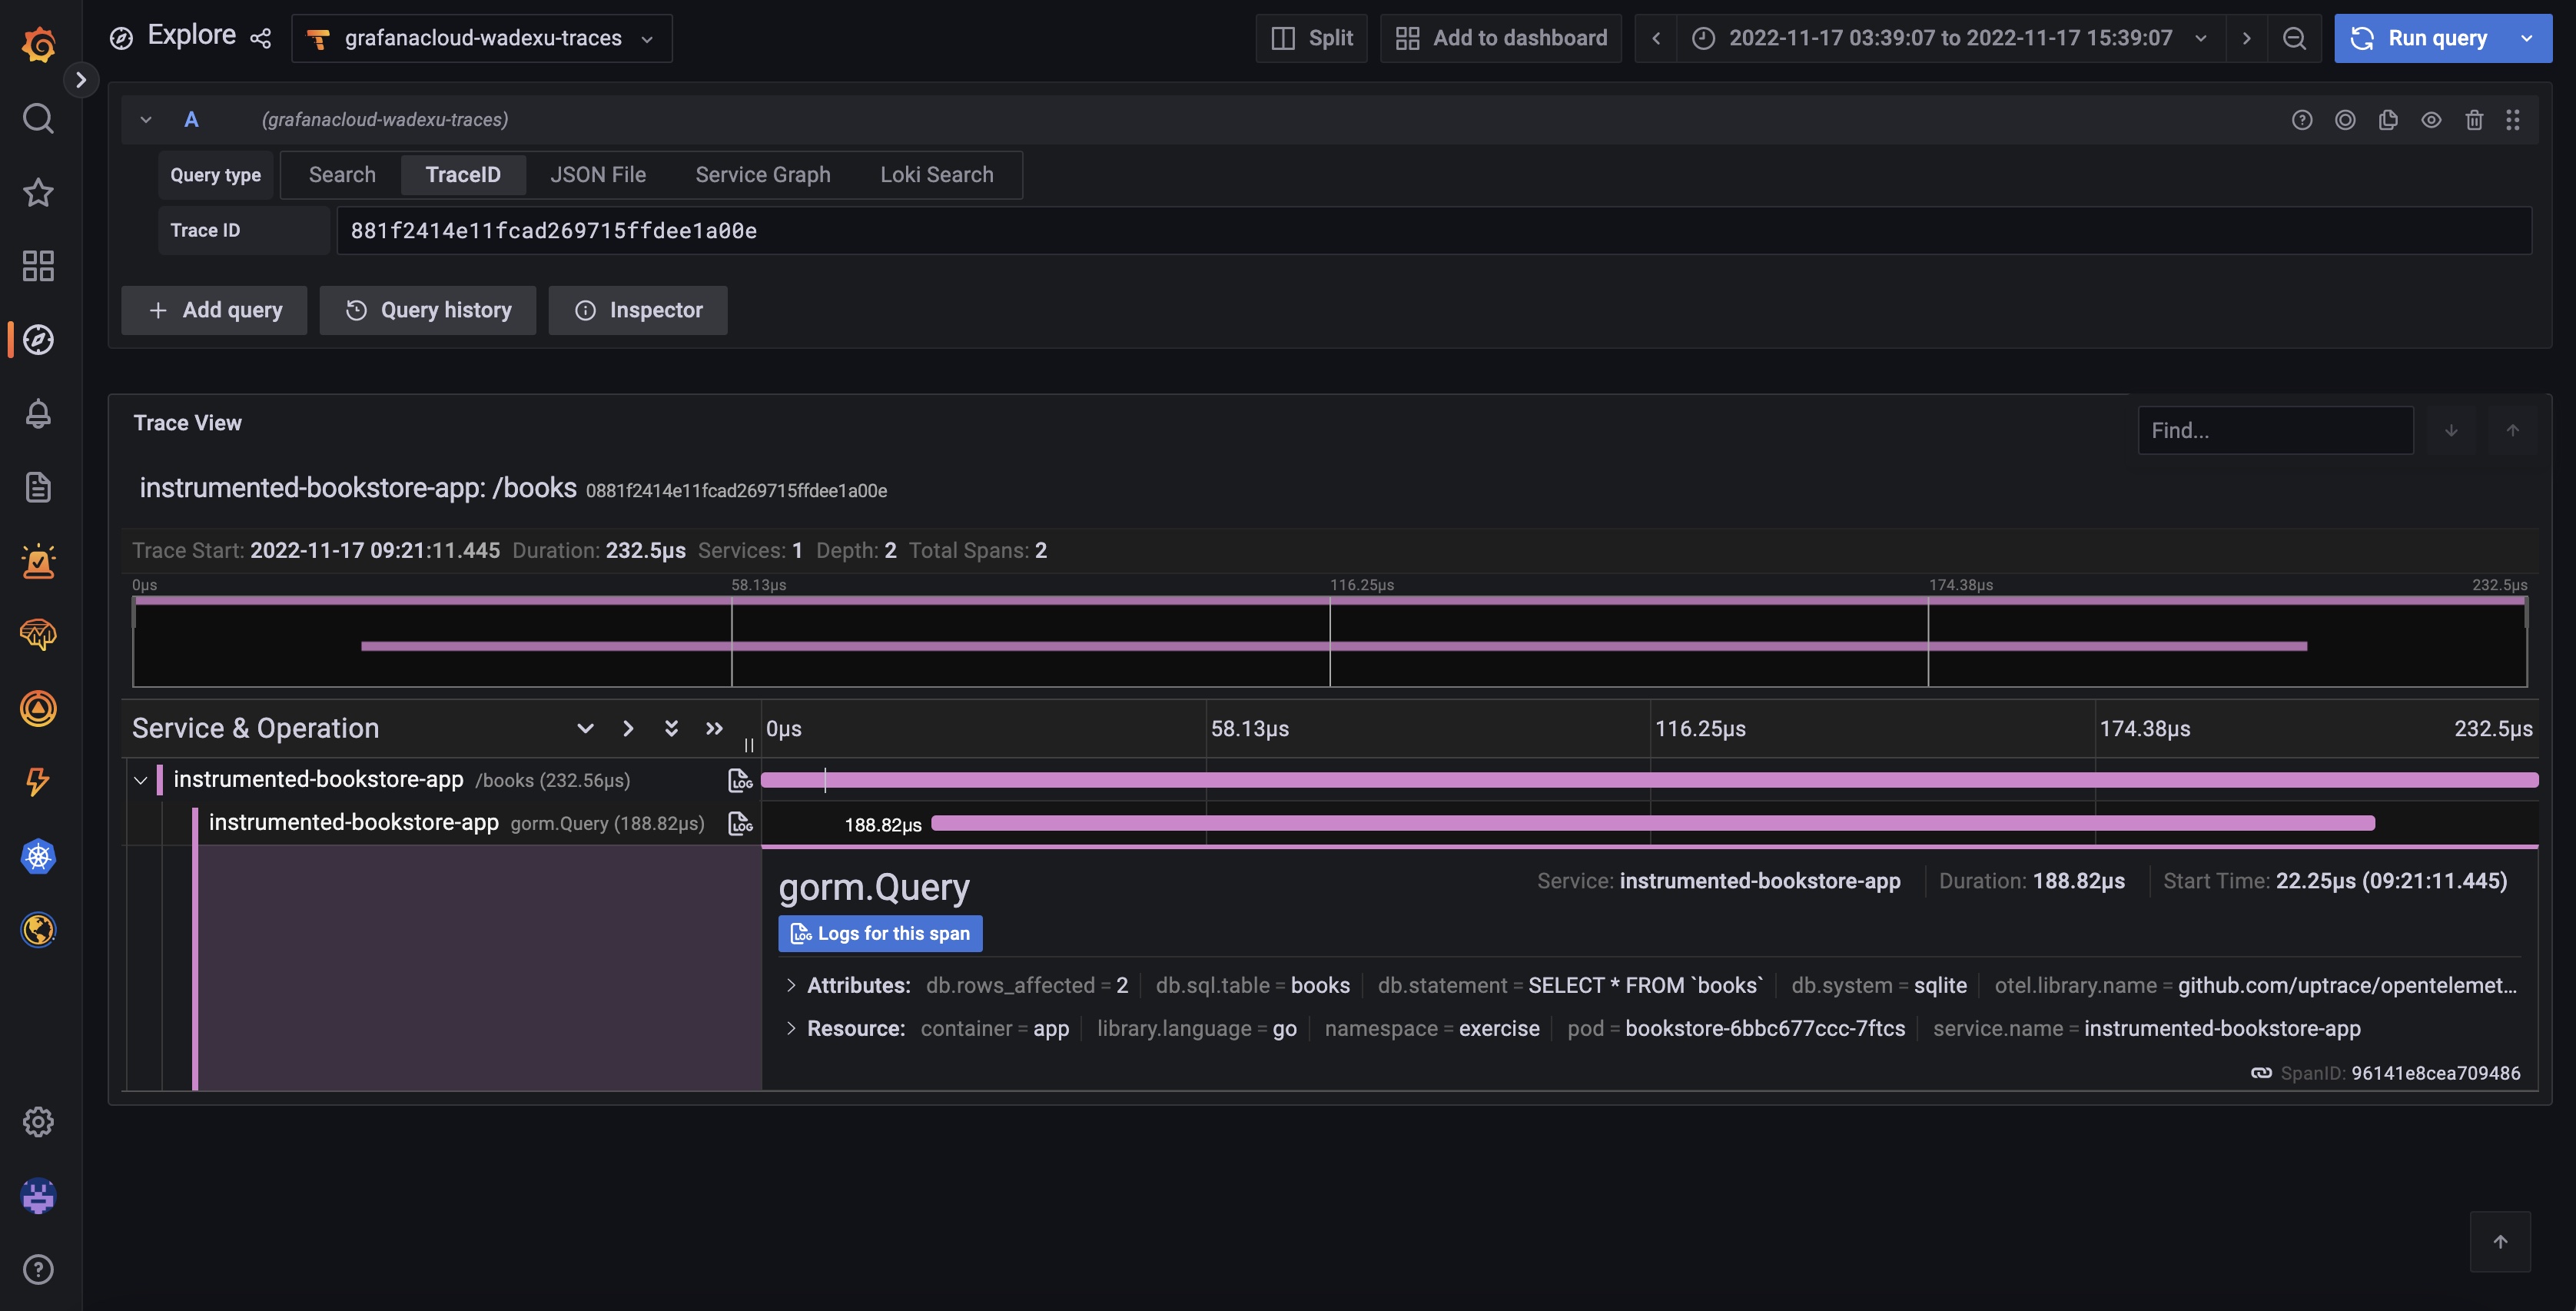 Explore grafanacloud-wadexu-traces Split Add to dashboard 2022-11-17 03:39:07 to 2022-11-17 15:39:07 Run query
A (grafanacloud-wadexu-traces)
Query type Search TraceID JSON File Service Graph Loki Search
Trace ID 881f2414e11fcad269715ffdee1a00e
Add query Query history Inspector
Trace View Find...
instrumented-bookstore-app: /books 0881f2414e11fcad269715ffdee1a00e
Trace Start: 2022-11-17 09:21:11.445 Duration: 232.5µs Services: 1 Depth: 2 Total Spans: 2
0µs 58.13µs 116.25µs 174.38µs 232.5µs
Service & Operation 0µs 58.13µs 116.25µs 174.38µs 232.5µs
instrumented-bookstore-app /books (232.56µs) LOG
instrumented-bookstore-app gorm.Query (188.82µs) LOG 188.82µs
gorm.Query Service: instrumented-bookstore-app Duration: 188.82µs Start Time: 22.25µs (09:21:11.445)
LOG Logs for this span
Attributes: db.rows_affected = 2 db.sql.table = books db.statement = SELECT * FROM `books` db.system = sqlite otel.library.name = github.com/uptrace/opentelemet...
Resource: container = app library.language = go namespace = exercise pod = bookstore-6bbc677ccc-7ftcs service.name = instrumented-bookstore-app
SpanID: 96141e8cea709486